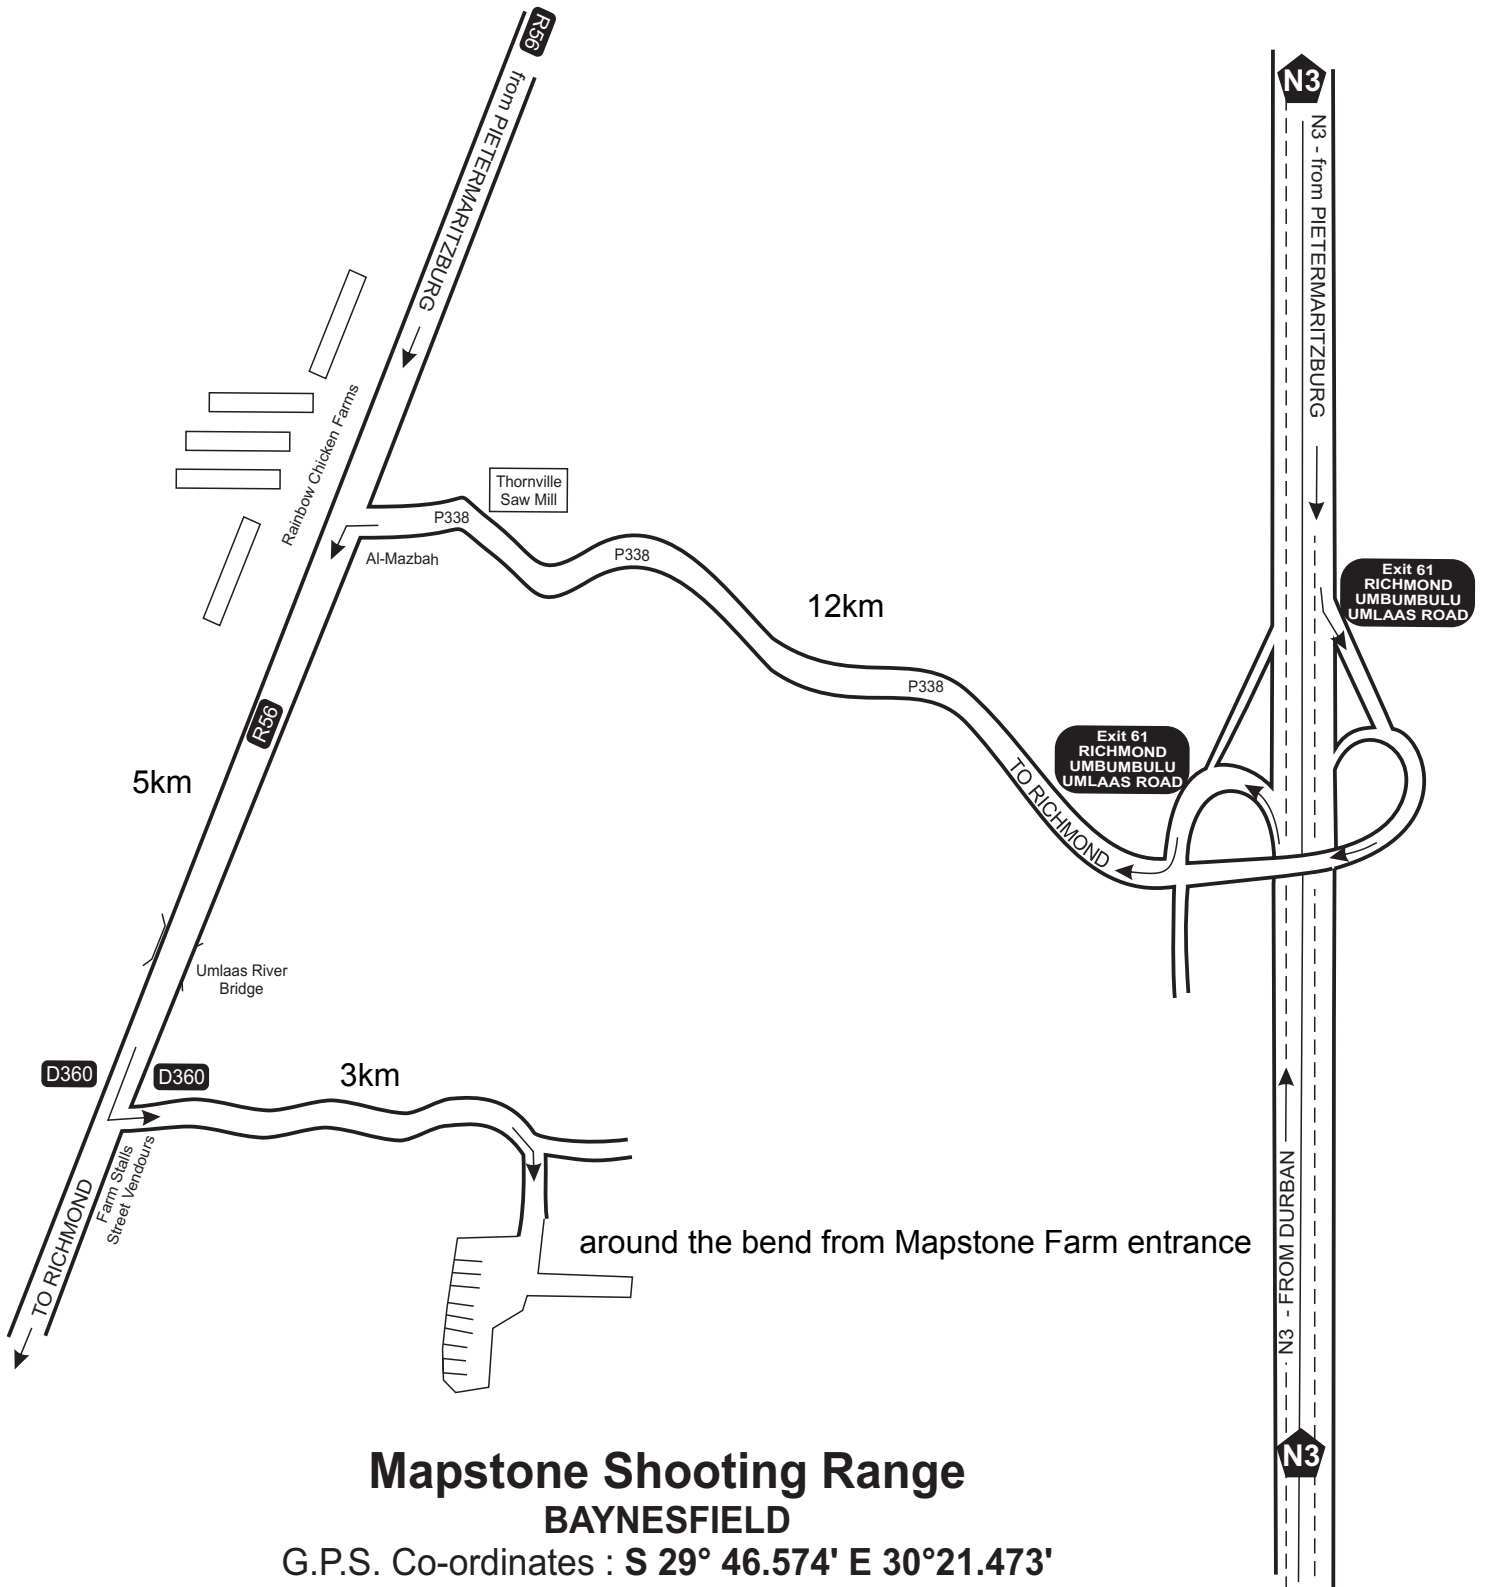 R56
from PIETERMARITZBURG
N3
N3 - from PIETERMARITZBURG
Rainbow Chicken Farms
Thornville
Saw Mill
P338
Al-Mazbah
P338
12km
P338
Exit 61
RICHMOND
UMBUMBULU
UMLAAS ROAD
Exit 61
RICHMOND
UMBUMBULU
UMLAAS ROAD
TO RICHMOND
R56
5km
Umlaas River
Bridge
D360
D360
3km
Farm Stalls
Street Vendours
TO RICHMOND
around the bend from Mapstone Farm entrance
N3 - FROM DURBAN
N3
Mapstone Shooting Range
BAYNESFIELD
G.P.S. Co-ordinates : S 29° 46.574' E 30°21.473'